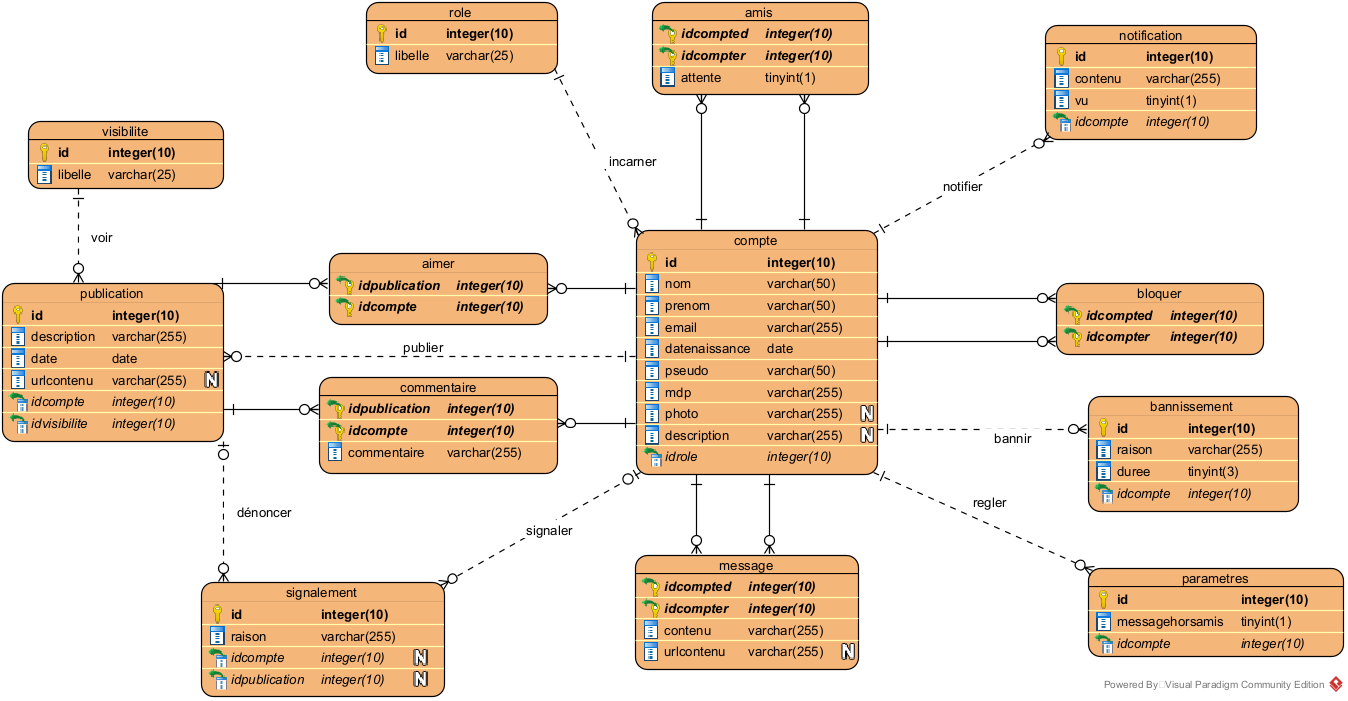 role
id integer(10)
libelle varchar(25)
amis
idcompted integer(10)
idcompter integer(10)
attente tinyint(1)
notification
id integer(10)
contenu varchar(255)
vu tinyint(1)
idcompte integer(10)
visibilite
id integer(10)
libelle varchar(25)
incarner
notifier
voir
aimer
idpublication integer(10)
idcompte integer(10)
compte
id integer(10)
nom varchar(50)
prenom varchar(50)
email varchar(255)
datenaissance date
pseudo varchar(50)
mdp varchar(255)
photo varchar(255) N
description varchar(255) N
idrole integer(10)
publication
id integer(10)
description varchar(255)
date date
urlcontenu varchar(255) N
idcompte integer(10)
idvisibilite integer(10)
bloquer
idcompted integer(10)
idcompter integer(10)
publier
commentaire
idpublication integer(10)
idcompte integer(10)
commentaire varchar(255)
bannissement
id integer(10)
raison varchar(255)
duree tinyint(3)
idcompte integer(10)
bannir
dénoncer
signaler
regler
signalement
id integer(10)
raison varchar(255)
idcompte integer(10) N
idpublication integer(10) N
message
idcompted integer(10)
idcompter integer(10)
contenu varchar(255)
urlcontenu varchar(255) N
parametres
id integer(10)
messagehorsamis tinyint(1)
idcompte integer(10)
Powered By Visual Paradigm Community Edition